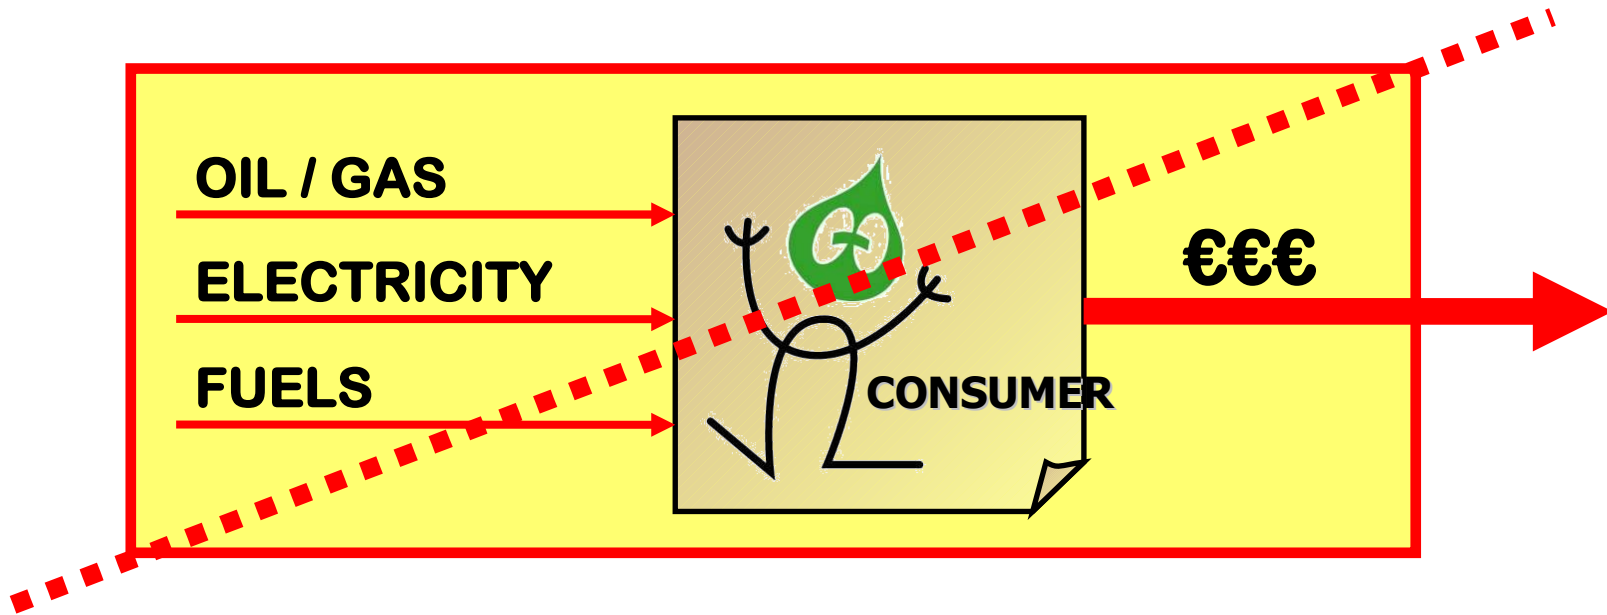 OIL / GAS
ELECTRICITY
FUELS
CONSUMER
€€€